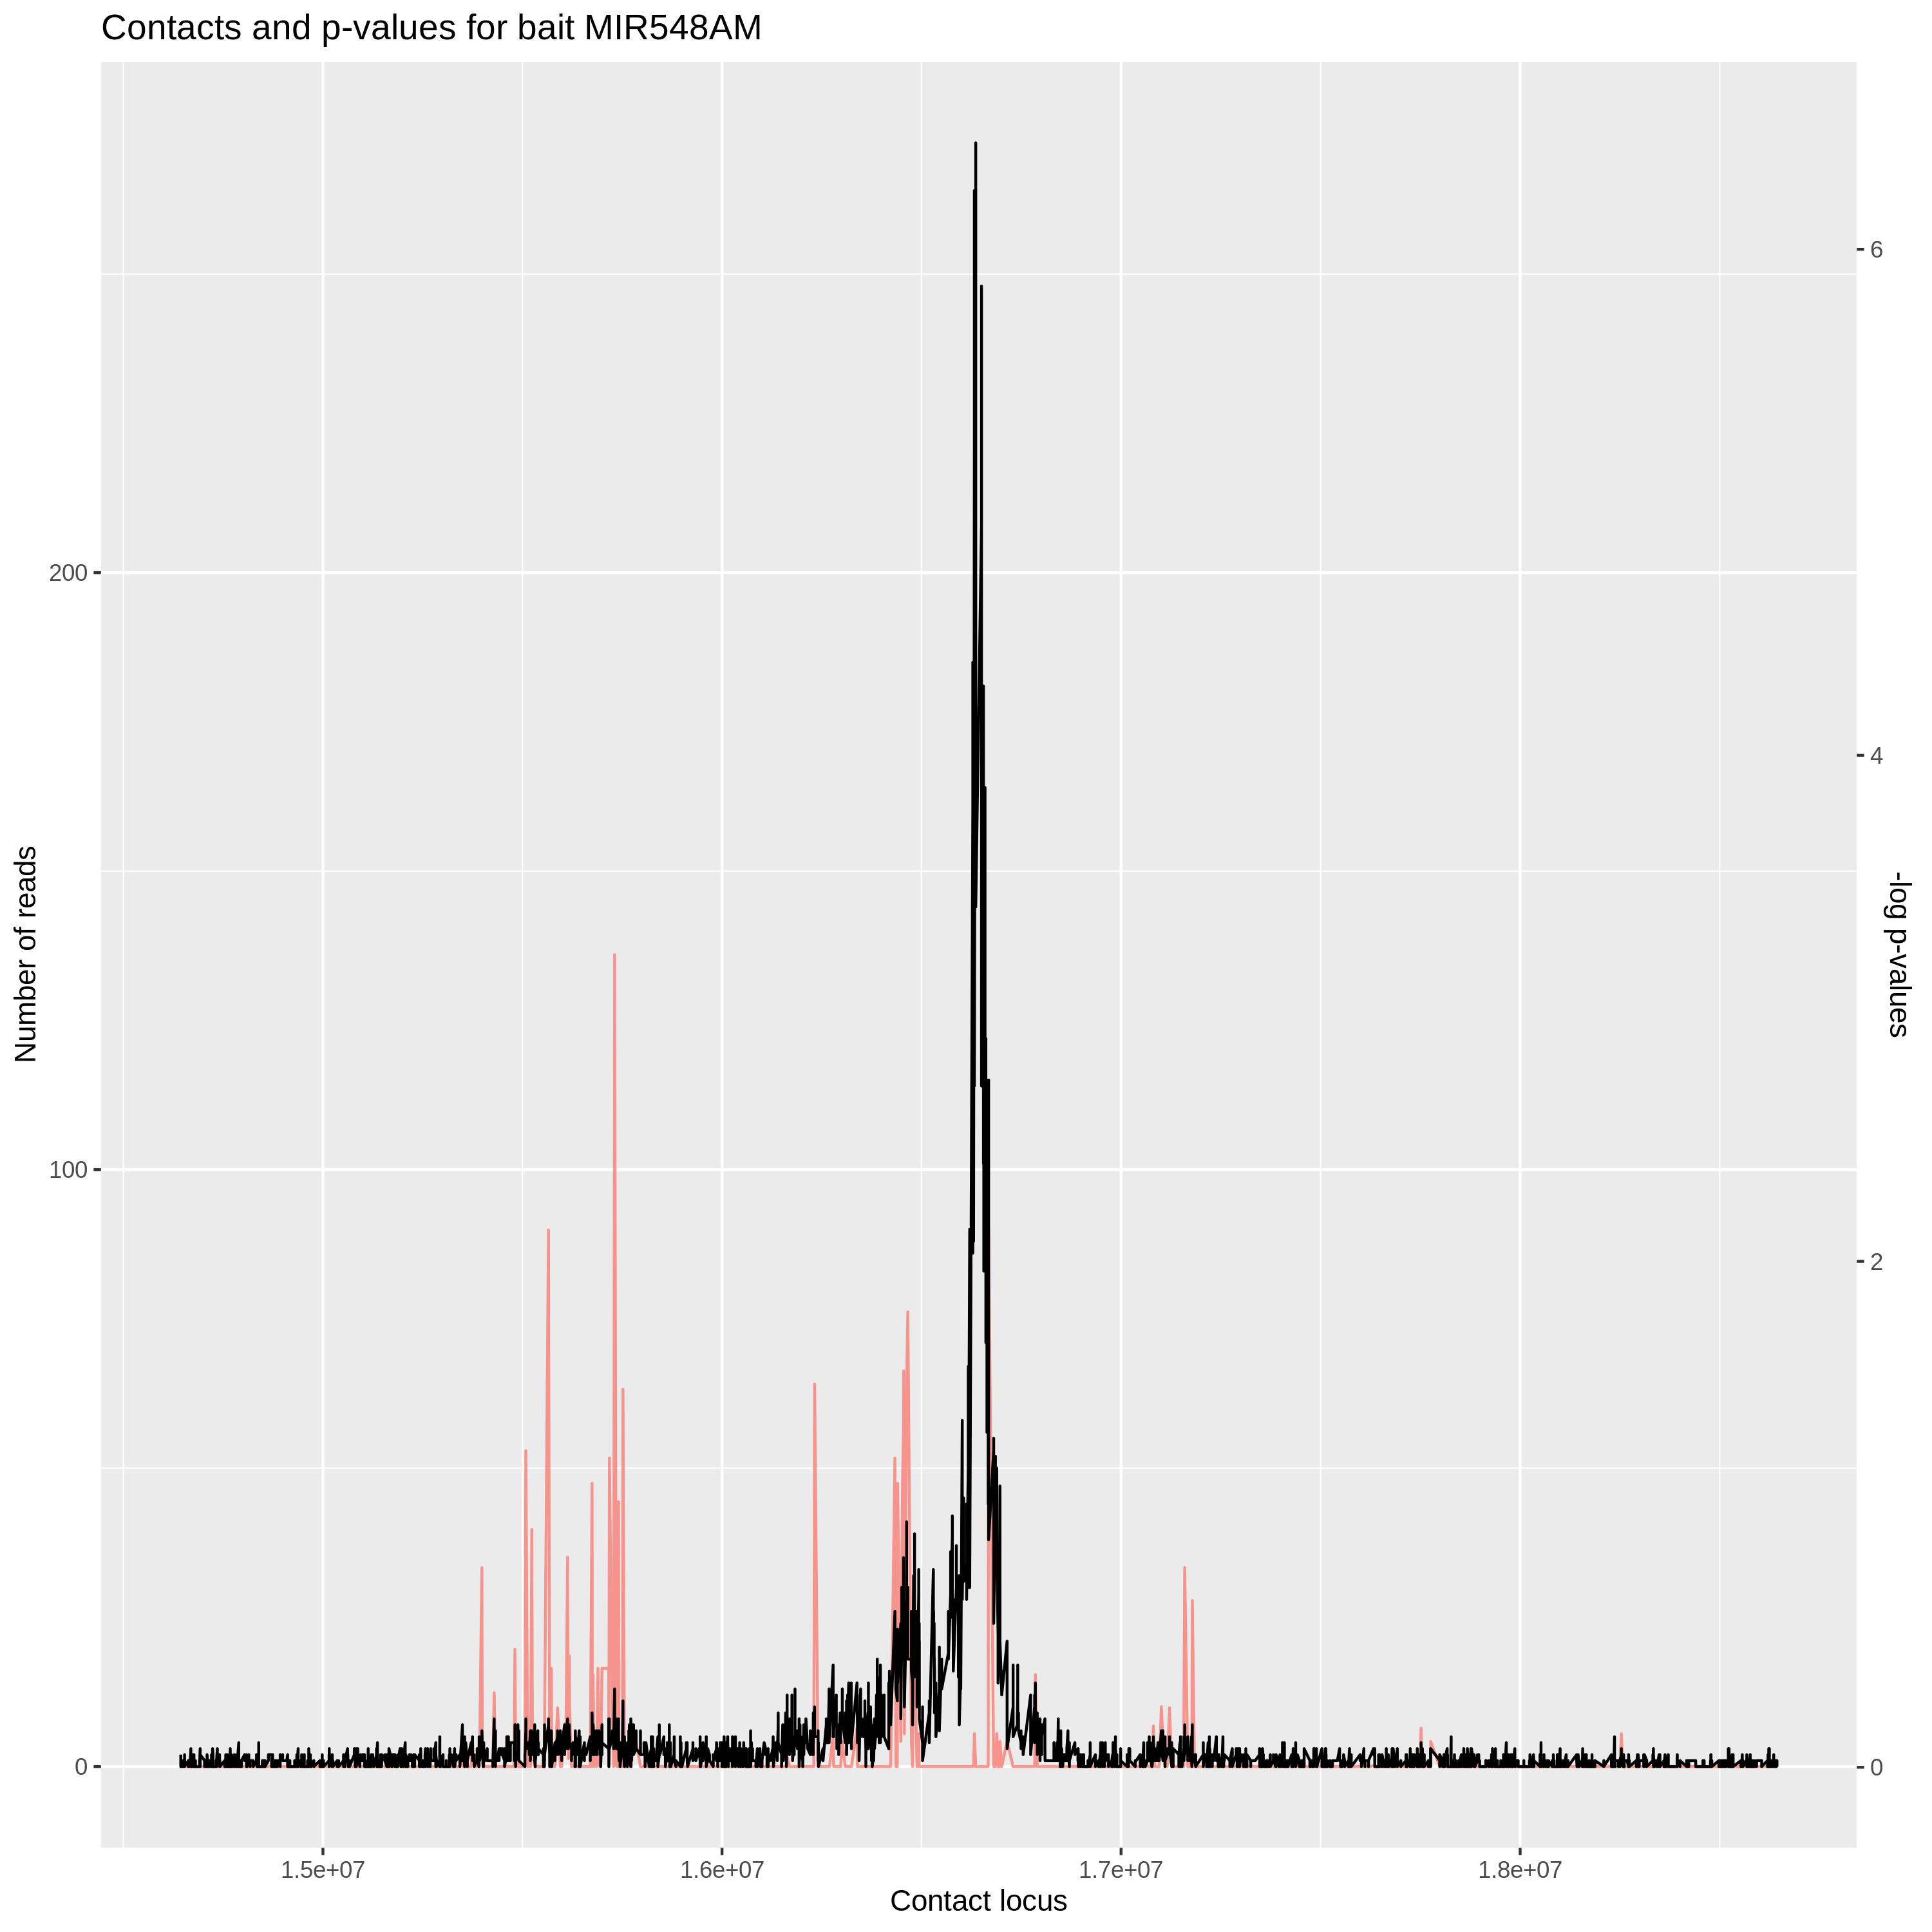 Contacts and p-values for bait MIR548AM
Number of reads
200
100
0
6
4
2
0
-log p-values
1.5e+07
1.6e+07
1.7e+07
1.8e+07
Contact locus